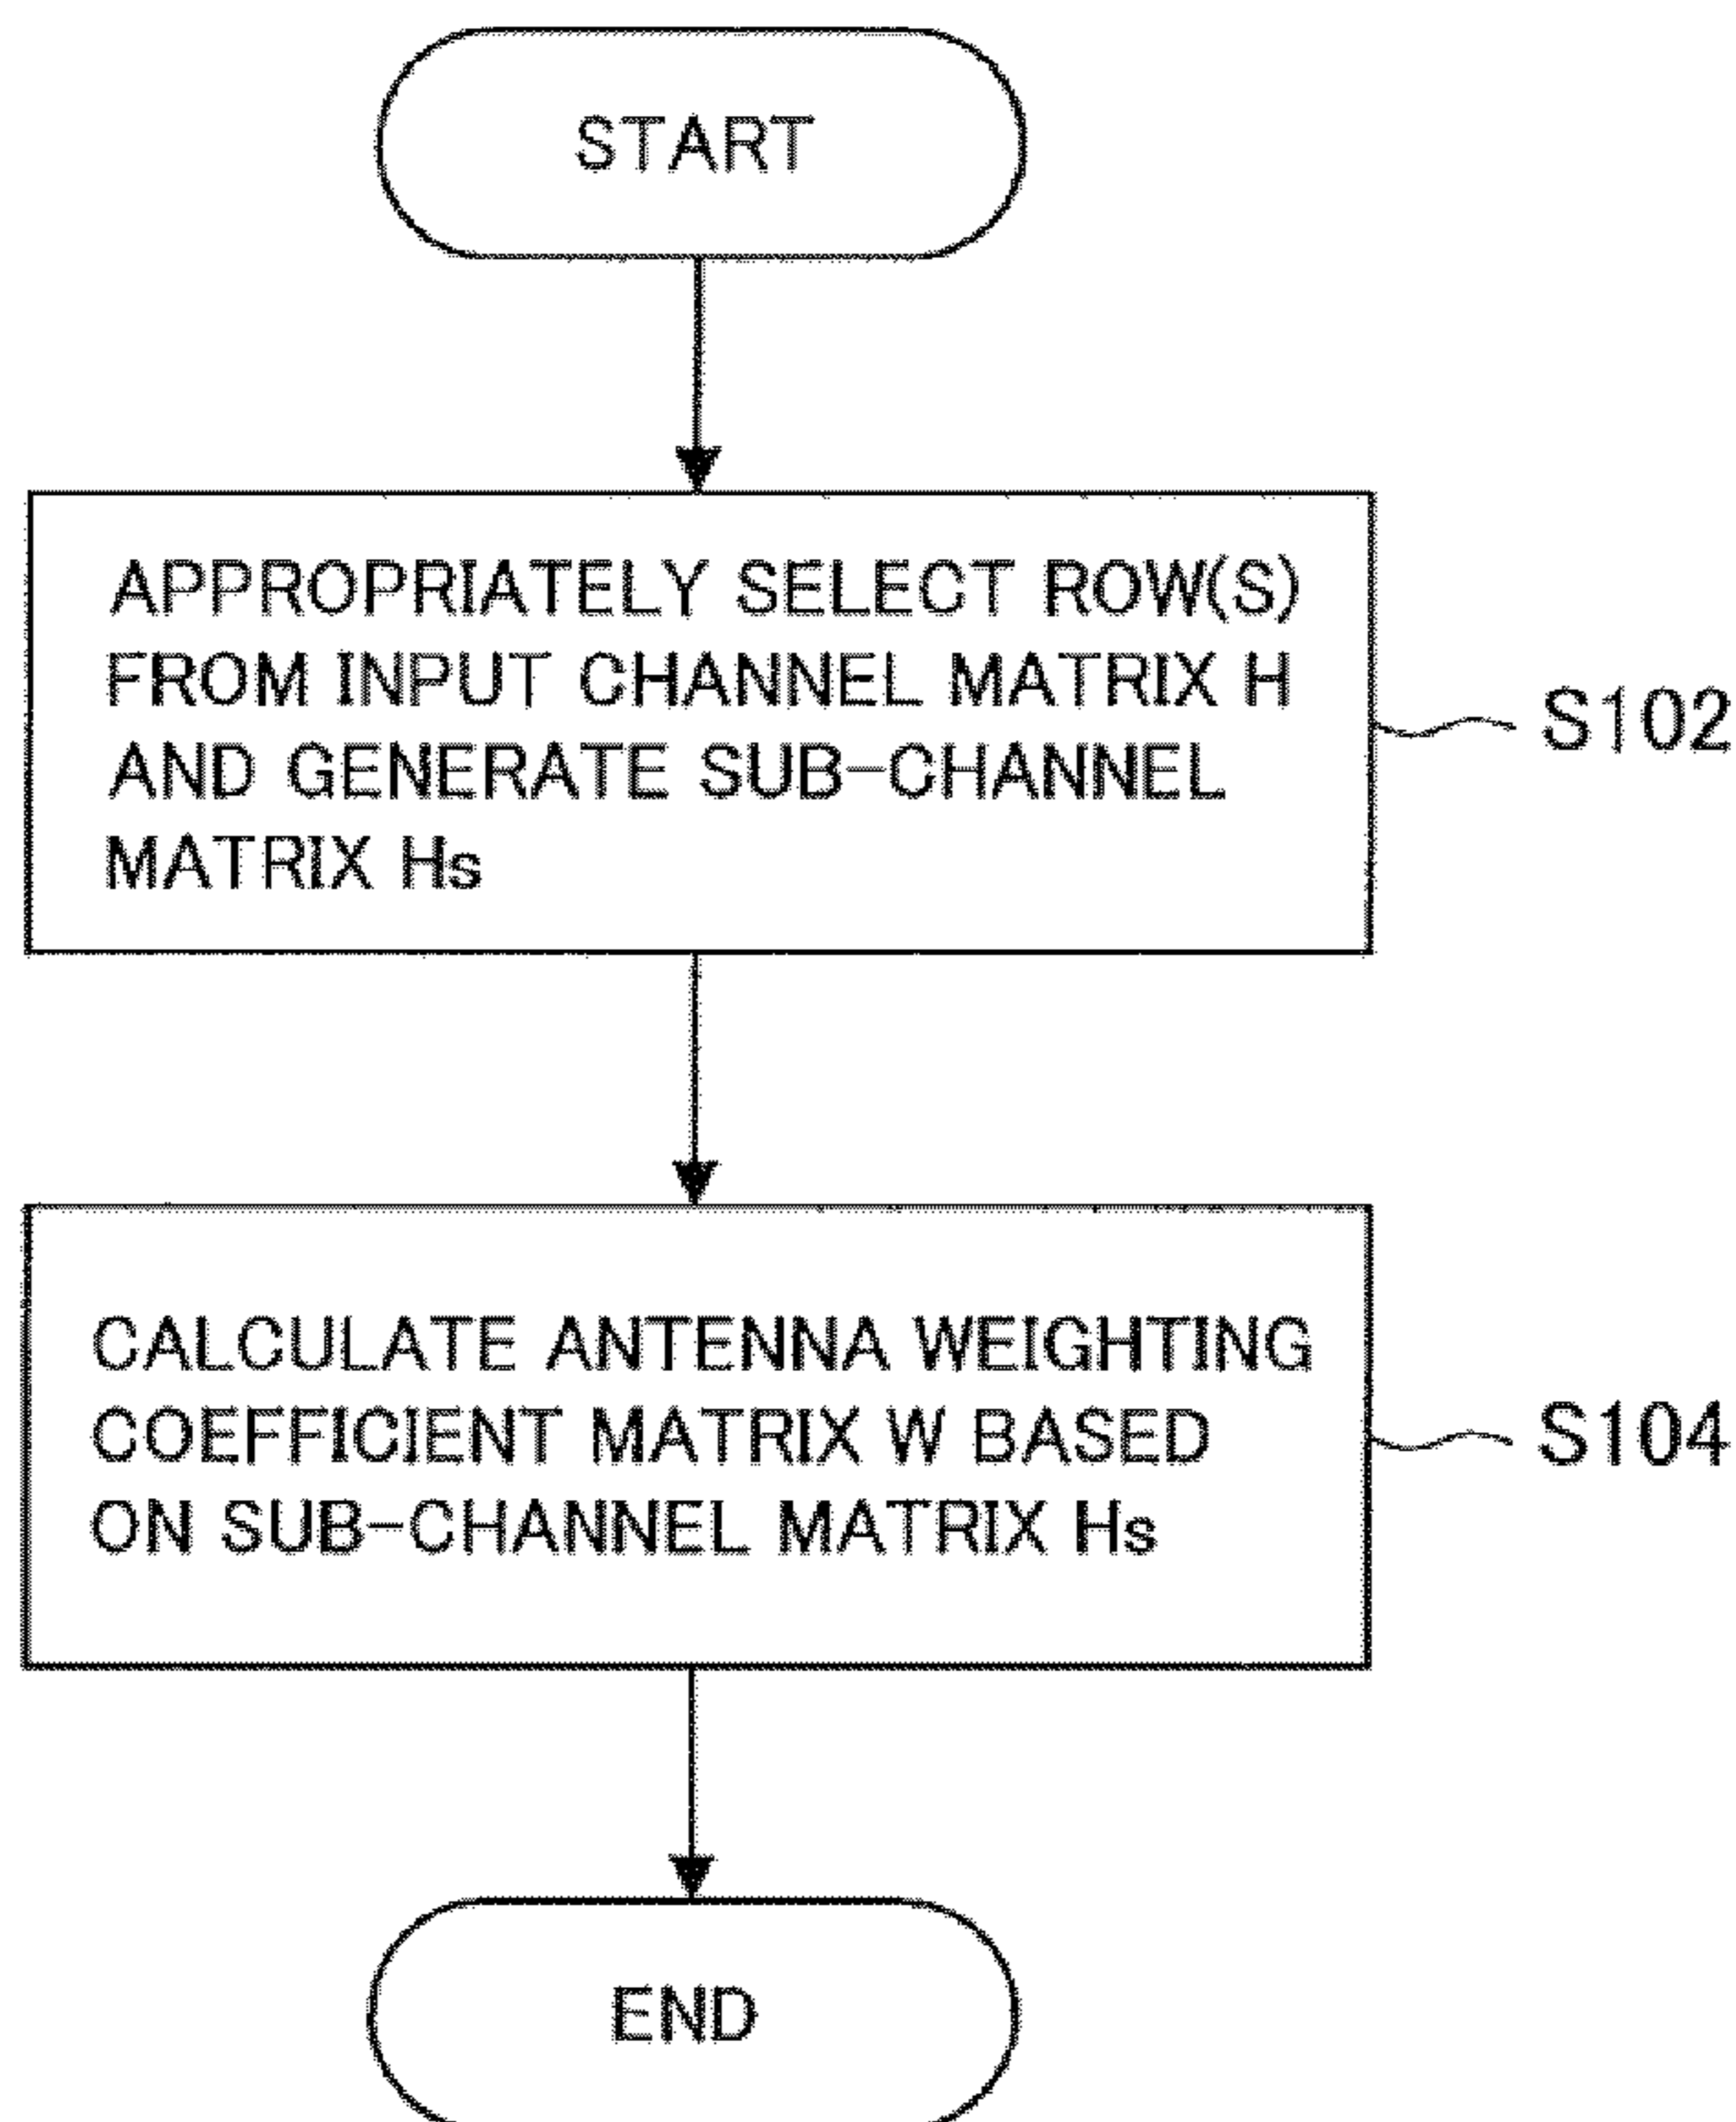 START
APPROPRIATELY SELECT ROW(S)
FROM INPUT CHANNEL MATRIX H
AND GENERATE SUB-CHANNEL
MATRIX Hs
S102
CALCULATE ANTENNA WEIGHTING
COEFFICIENT MATRIX W BASED
ON SUB-CHANNEL MATRIX Hs
S104
END